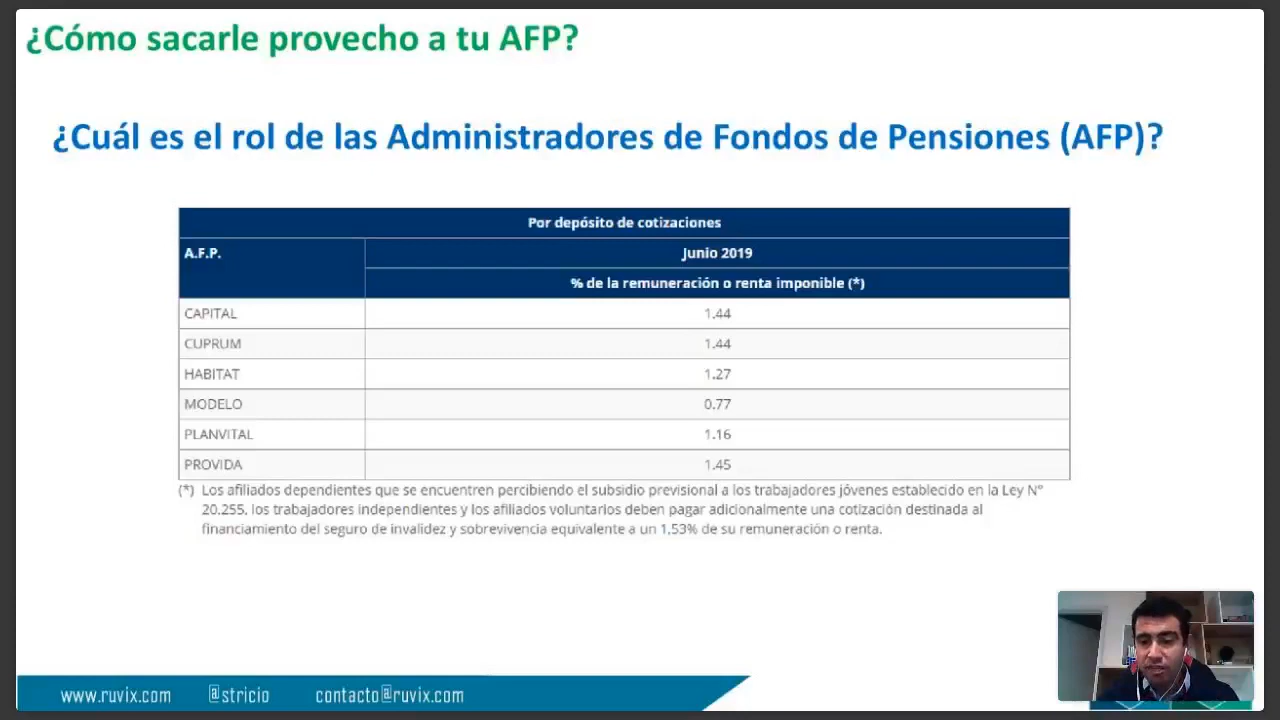 ¿Cómo sacarle provecho a tu AFP?
¿Cuál es el rol de las Administradores de Fondos de Pensiones (AFP)?
Por depósito de cotizaciones
A.F.P.
Junio 2019
% de la remuneración o renta imponible (*)
CAPITAL 1.44
CUPRUM 1.44
HABITAT 1.27
MODELO 0.77
PLANVITAL 1.16
PROVIDA 1.45
(*) Los afiliados dependientes que se encuentren percibiendo el subsidio previsional a los trabajadores jóvenes establecido en la Ley N°
20.255, los trabajadores independientes y los afiliados voluntarios deben pagar adicionalmente una cotización destinada al
financiamiento del seguro de invalidez y sobrevivencia equivalente a un 1,53% de su remuneración o renta.
www.ruvix.com @stricio contacto@ruvix.com